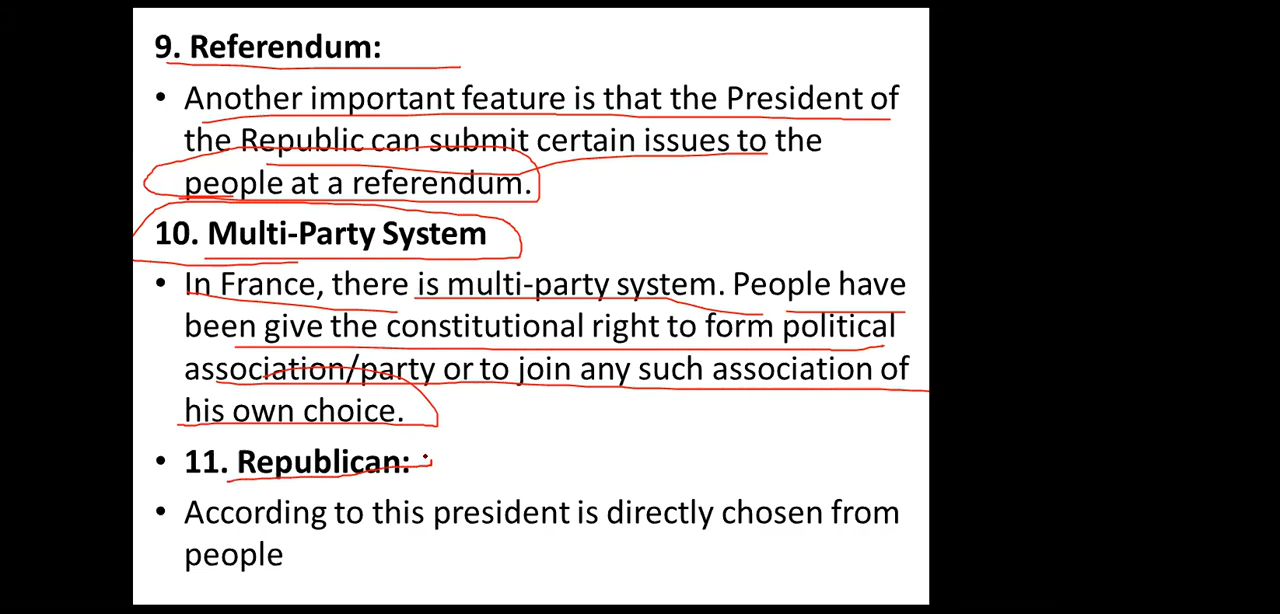 9. Referendum:
• Another important feature is that the President of
the Republic can submit certain issues to the
people at a referendum.
10. Multi-Party System
• In France, there is multi-party system. People have
been give the constitutional right to form political
association/party or to join any such association of
his own choice.
• 11. Republican:
• According to this president is directly chosen from
people